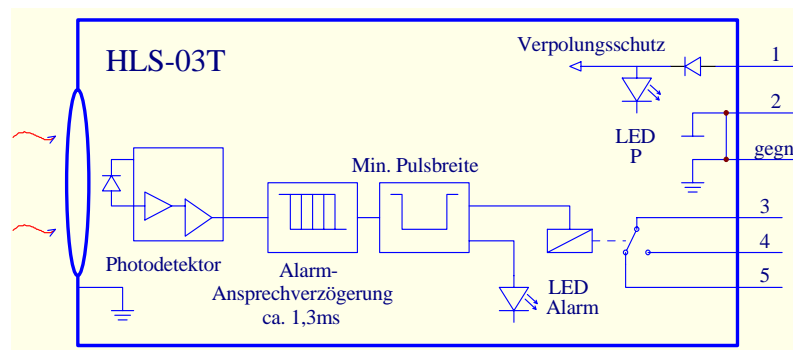 HLS-03T
Verpolungsschutz
1
LED
P
2
gegn
Min. Pulsbreite
Photodetektor
Alarm-
Ansprechverzögerung
ca. 1,3ms
LED
Alarm
3
4
5